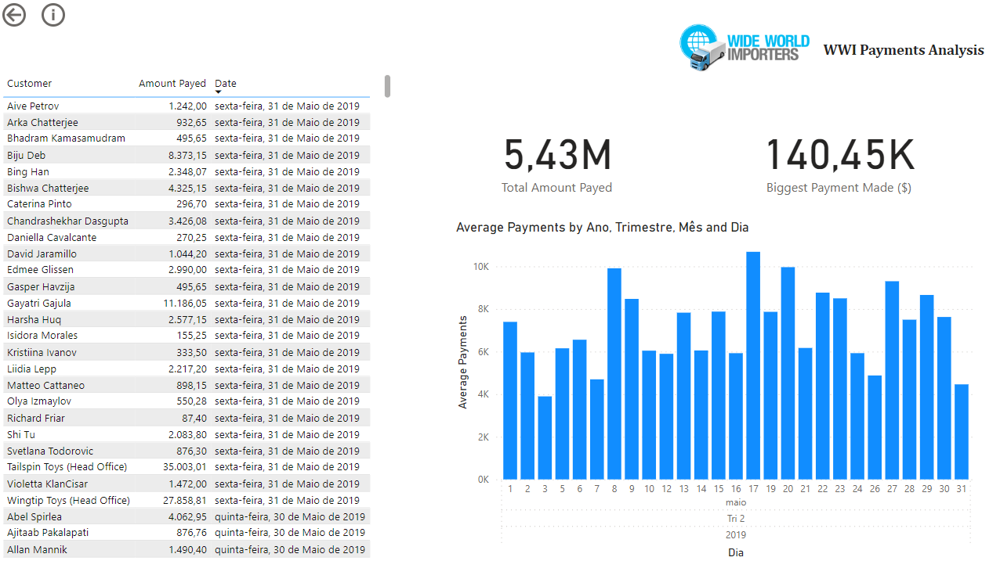 WIDE WORLD
IMPORTERS
WWI Payments Analysis
Customer Amount Payed Date
Aive Petrov 1.242,00 sexta-feira, 31 de Maio de 2019
Arka Chatterjee 932,65 sexta-feira, 31 de Maio de 2019
Bhadram Kamasamudram 495,65 sexta-feira, 31 de Maio de 2019
Biju Deb 8.373,15 sexta-feira, 31 de Maio de 2019
Bing Han 2.348,07 sexta-feira, 31 de Maio de 2019
Bishwa Chatterjee 4.325,15 sexta-feira, 31 de Maio de 2019
Caterina Pinto 296,70 sexta-feira, 31 de Maio de 2019
Chandrashekhar Dasgupta 3.426,08 sexta-feira, 31 de Maio de 2019
Daniella Cavalcante 270,25 sexta-feira, 31 de Maio de 2019
David Jaramillo 1.044,20 sexta-feira, 31 de Maio de 2019
Edmee Glissen 2.990,00 sexta-feira, 31 de Maio de 2019
Gasper Havzija 495,65 sexta-feira, 31 de Maio de 2019
Gayatri Gajula 11.186,05 sexta-feira, 31 de Maio de 2019
Harsha Huq 2.577,15 sexta-feira, 31 de Maio de 2019
Isidora Morales 155,25 sexta-feira, 31 de Maio de 2019
Kristiina Ivanov 333,50 sexta-feira, 31 de Maio de 2019
Liidia Lepp 2.217,20 sexta-feira, 31 de Maio de 2019
Matteo Cattaneo 898,15 sexta-feira, 31 de Maio de 2019
Olya Izmaylov 550,28 sexta-feira, 31 de Maio de 2019
Richard Friar 87,40 sexta-feira, 31 de Maio de 2019
Shi Tu 2.083,80 sexta-feira, 31 de Maio de 2019
Svetlana Todorovic 876,30 sexta-feira, 31 de Maio de 2019
Tailspin Toys (Head Office) 35.003,01 sexta-feira, 31 de Maio de 2019
Violetta KlanCisar 1.472,00 sexta-feira, 31 de Maio de 2019
Wingtip Toys (Head Office) 27.858,81 sexta-feira, 31 de Maio de 2019
Abel Spirlea 4.062,95 quinta-feira, 30 de Maio de 2019
Ajitaab Pakalapati 876,76 quinta-feira, 30 de Maio de 2019
Allan Mannik 1.490,40 quinta-feira, 30 de Maio de 2019
5,43M
Total Amount Payed
140,45K
Biggest Payment Made ($)
Average Payments by Ano, Trimestre, Mês and Dia
Average Payments
10K
8K
6K
4K
2K
0K
1 2 3 5 6 7 8 9 10 12 13 14 15 16 17 19 20 21 22 23 24 26 27 28 29 30 31
maio
Tri 2
2019
Dia